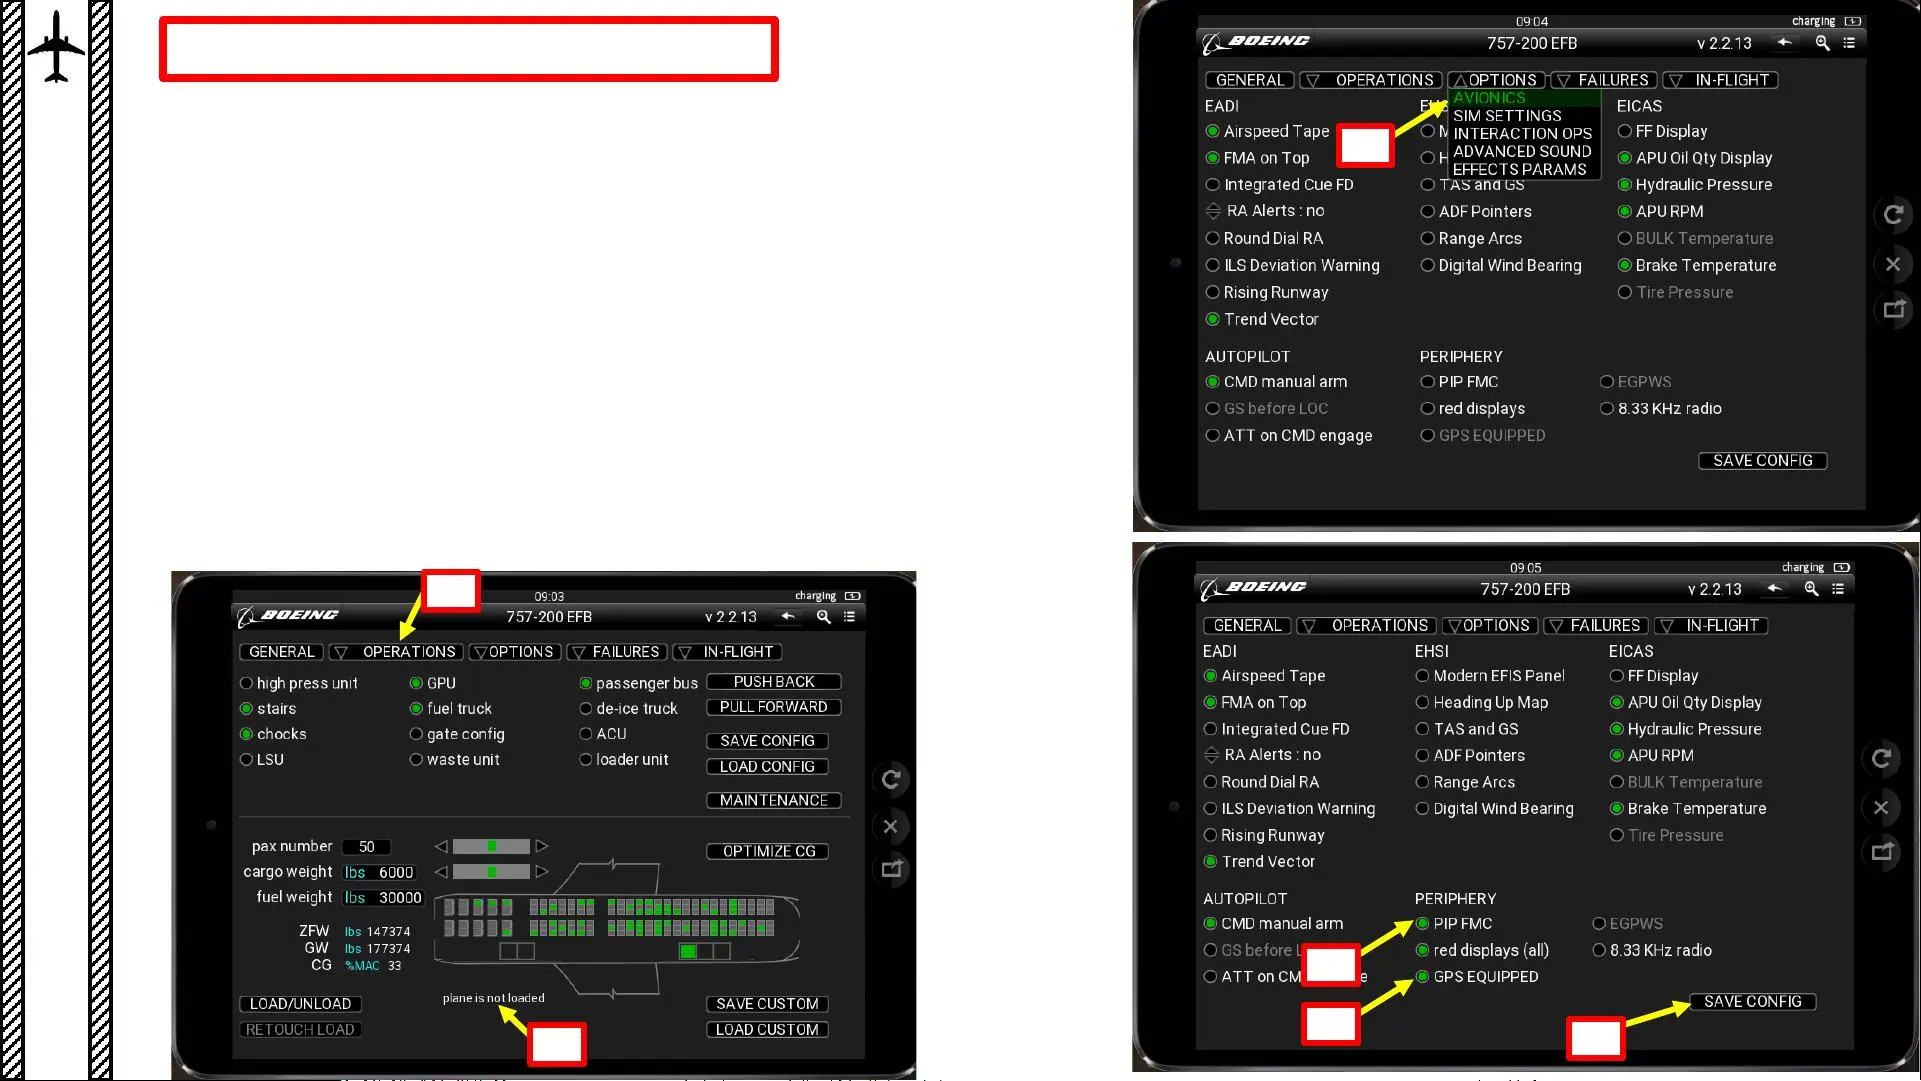 09:04
charging
BOEING
757-200 EFB
v 2.2.13
GENERAL OPERATIONS OPTIONS FAILURES IN-FLIGHT
AVIONICS
SIM SETTINGS
INTERACTION OPS
ADVANCED SOUND
EFFECTS PARAMS
EADI
Airspeed Tape
FMA on Top
Integrated Cue FD
RA Alerts : no
Round Dial RA
ILS Deviation Warning
Rising Runway
Trend Vector
TAS and GS
ADF Pointers
Range Arcs
Digital Wind Bearing
EICAS
FF Display
APU Oil Qty Display
Hydraulic Pressure
APU RPM
BULK Temperature
Brake Temperature
Tire Pressure
AUTOPILOT
CMD manual arm
GS before LOC
ATT on CMD engage
PERIPHERY
PIP FMC
red displays
GPS EQUIPPED
EGPWS
8.33 KHz radio
SAVE CONFIG
09:03
charging
BOEING
757-200 EFB
v 2.2.13
GENERAL OPERATIONS OPTIONS FAILURES IN-FLIGHT
high press unit GPU passenger bus PUSH BACK
stairs fuel truck de-ice truck PULL FORWARD
chocks gate config ACU SAVE CONFIG
LSU waste unit loader unit LOAD CONFIG
MAINTENANCE
pax number 50
cargo weight lbs 6000
fuel weight lbs 30000
OPTIMIZE CG
ZFW lbs 147374
GW lbs 177374
CG %MAC 33
plane is not loaded
LOAD/UNLOAD SAVE CUSTOM
RETOUCH LOAD LOAD CUSTOM
09:05
charging
BOEING
757-200 EFB
v 2.2.13
GENERAL OPERATIONS OPTIONS FAILURES IN-FLIGHT
EADI
Airspeed Tape
FMA on Top
Integrated Cue FD
RA Alerts : no
Round Dial RA
ILS Deviation Warning
Rising Runway
Trend Vector
EHSI
Modern EFIS Panel
Heading Up Map
TAS and GS
ADF Pointers
Range Arcs
Digital Wind Bearing
EICAS
FF Display
APU Oil Qty Display
Hydraulic Pressure
APU RPM
BULK Temperature
Brake Temperature
Tire Pressure
AUTOPILOT
CMD manual arm
GS before
ATT on
PERIPHERY
PIP FMC
red displays (all)
GPS EQUIPPED
EGPWS
8.33 KHz radio
SAVE CONFIG